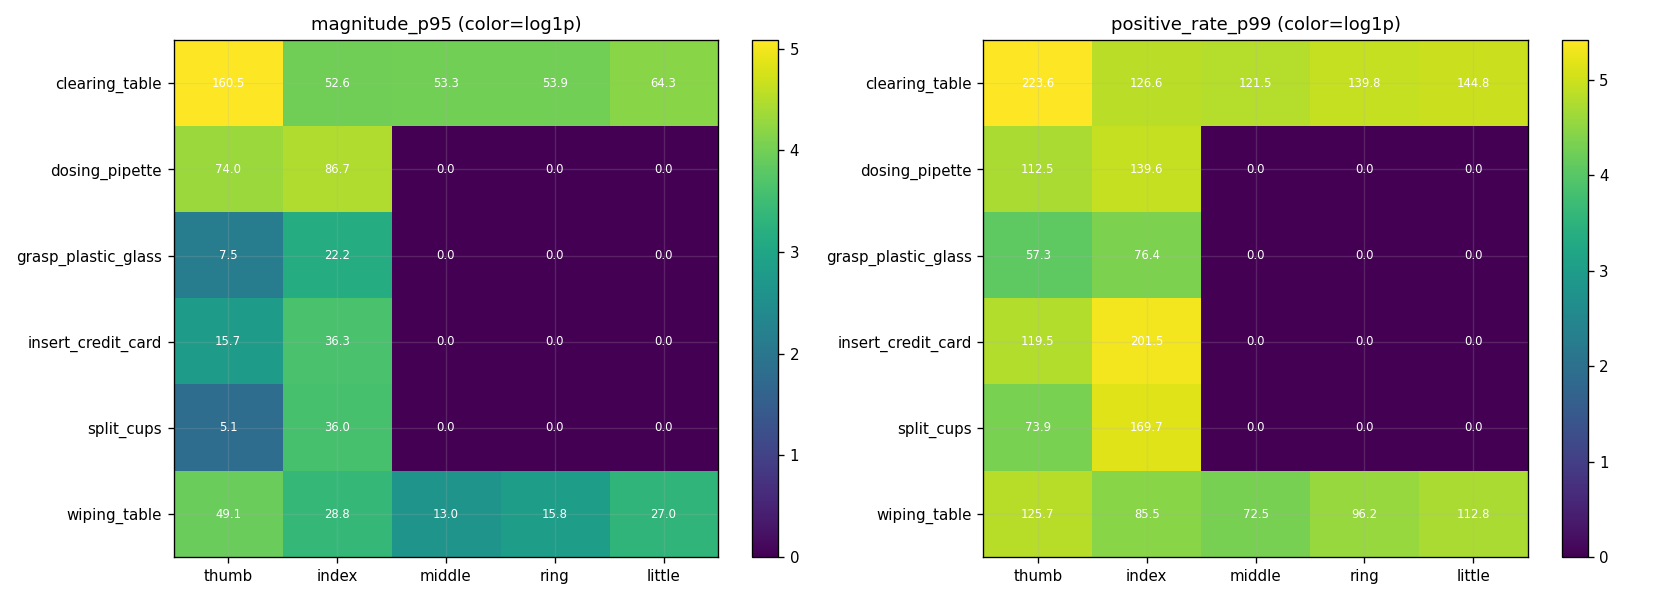 magnitude_p95 (color=log1p)
clearing_table 160.5 52.6 53.3 53.9 64.3
dosing_pipette 74.0 86.7 0.0 0.0 0.0
grasp_plastic_glass 7.5 22.2 0.0 0.0 0.0
insert_credit_card 15.7 36.3 0.0 0.0 0.0
split_cups 5.1 36.0 0.0 0.0 0.0
wiping_table 49.1 28.8 13.0 15.8 27.0
thumb index middle ring little
5
4
3
2
1
0
positive_rate_p99 (color=log1p)
clearing_table 223.6 126.6 121.5 139.8 144.8
dosing_pipette 112.5 139.6 0.0 0.0 0.0
grasp_plastic_glass 57.3 76.4 0.0 0.0 0.0
insert_credit_card 119.5 201.5 0.0 0.0 0.0
split_cups 73.9 169.7 0.0 0.0 0.0
wiping_table 125.7 85.5 72.5 96.2 112.8
thumb index middle ring little
5
4
3
2
1
0